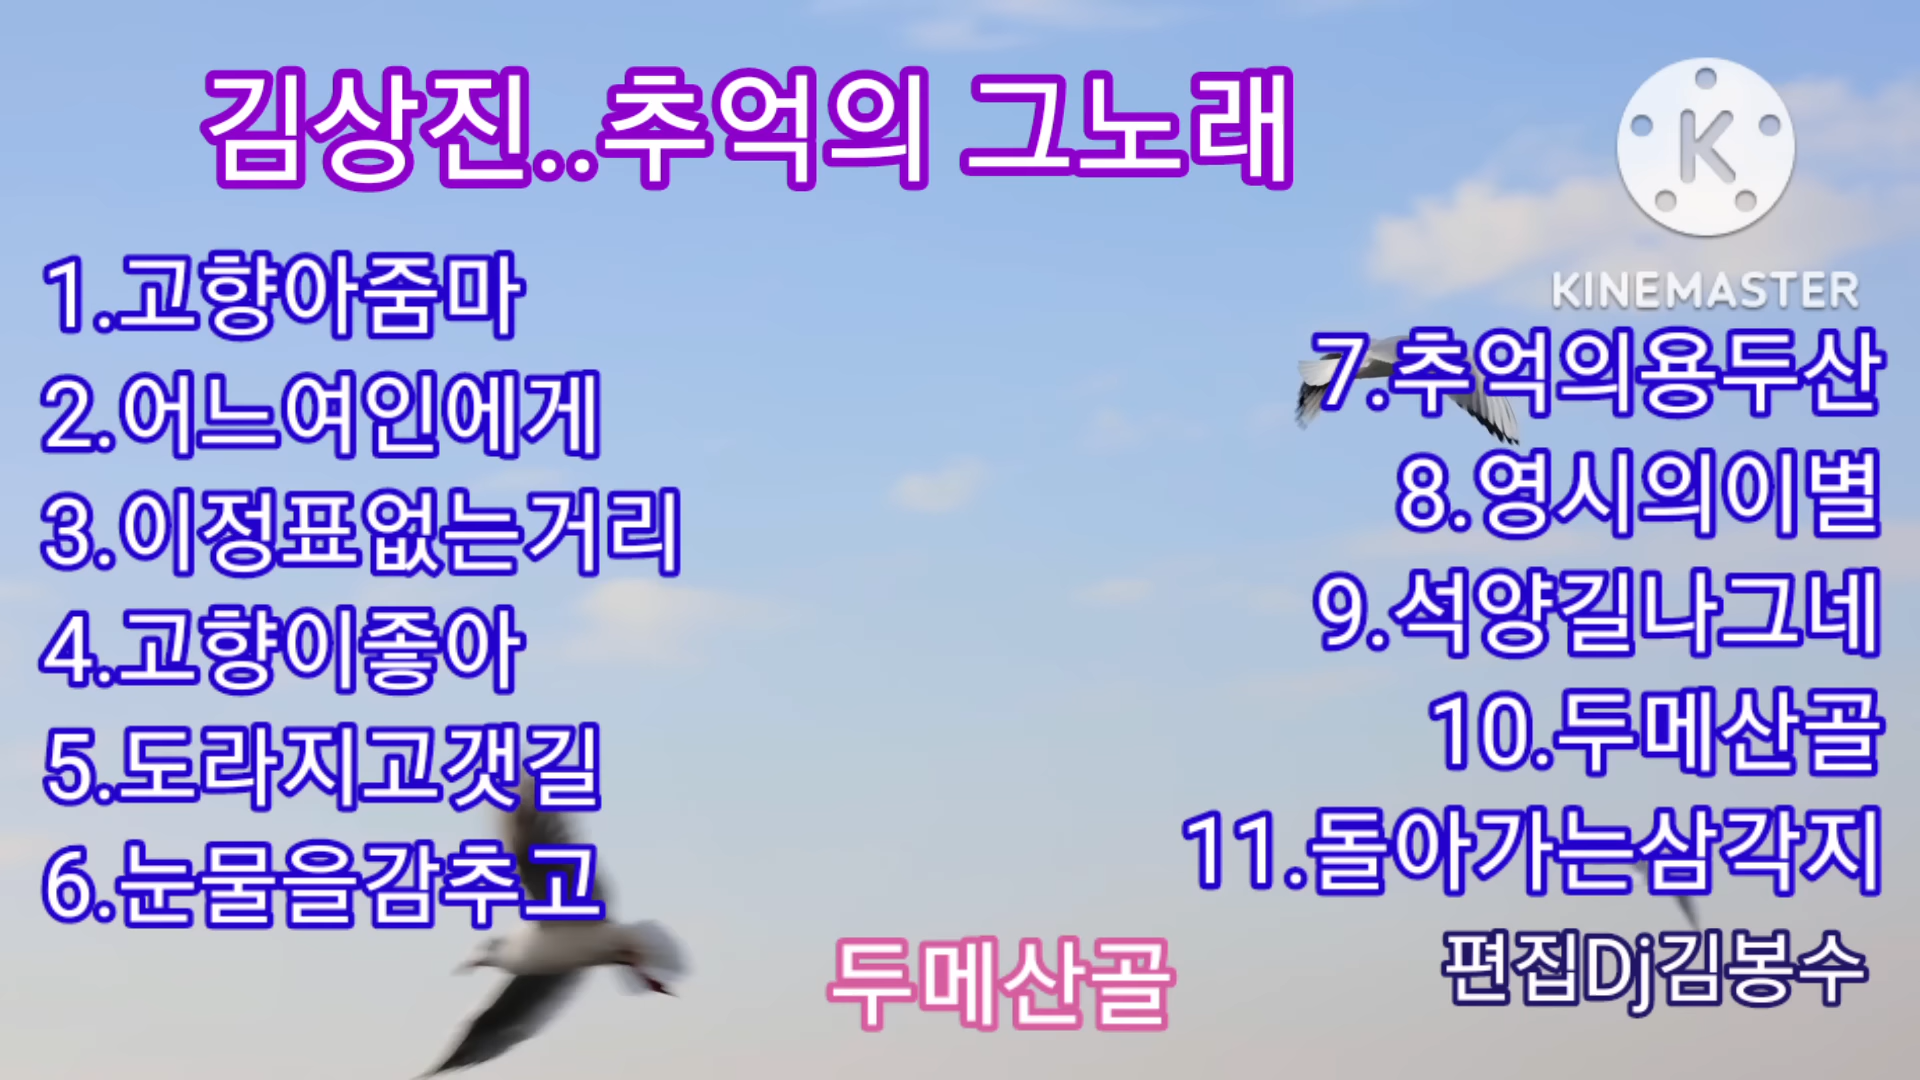 김상진..추억의 그노래
KINEMASTER
1.고향아줌마
2.어느여인에게
3.이정표없는거리
4.고향이좋아
5.도라지고갯길
6.눈물을감추고
7.추억의용두산
8.영시의이별
9.석양길나그네
10.두메산골
11.돌아가는삼각지
두메산골
편집Dj김봉수